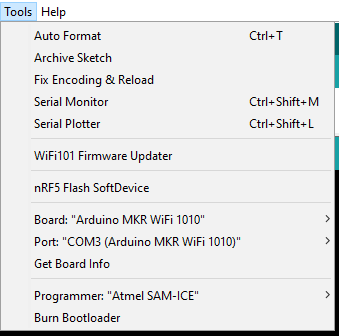 Tools Help
Auto Format Ctrl+T
Archive Sketch
Fix Encoding & Reload
Serial Monitor Ctrl+Shift+M
Serial Plotter Ctrl+Shift+L
WiFi101 Firmware Updater
nRF5 Flash SoftDevice
Board: "Arduino MKR WiFi 1010"
Port: "COM3 (Arduino MKR WiFi 1010)"
Get Board Info
Programmer: "Atmel SAM-ICE"
Burn Bootloader